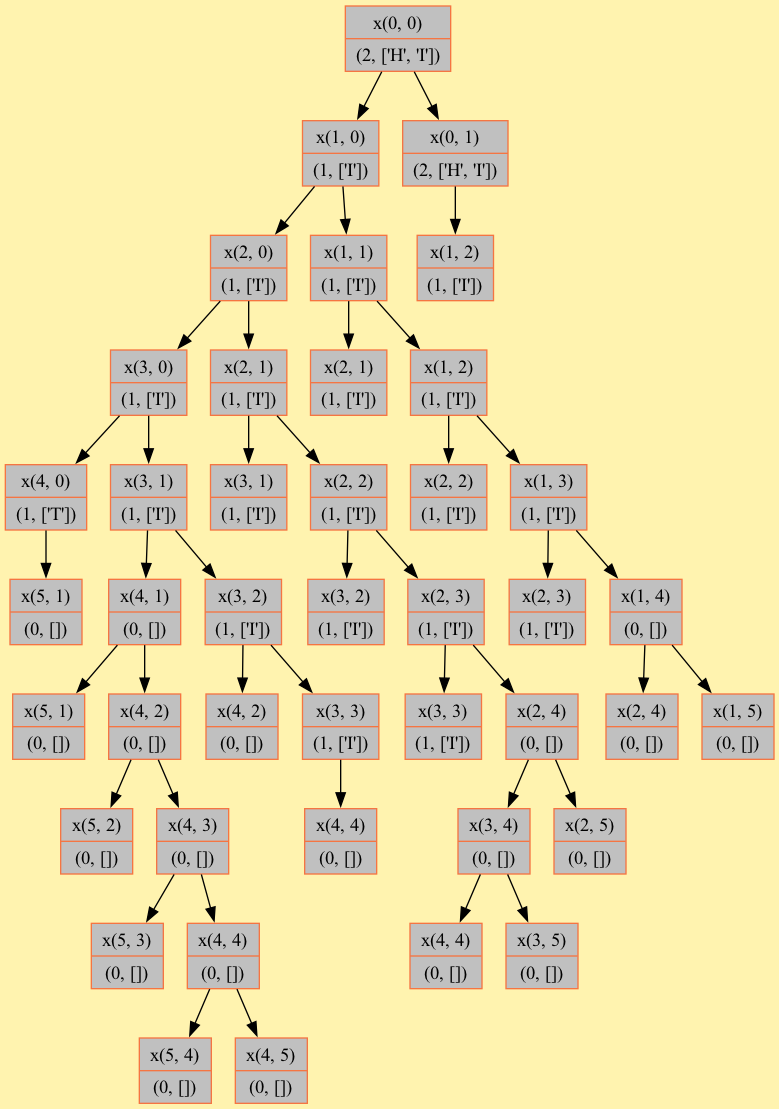 x(0, 0)
(2, ['H', 'I'])
x(1, 0)
(1, ['I'])
x(0, 1)
(2, ['H', 'I'])
x(2, 0)
(1, ['I'])
x(1, 1)
(1, ['I'])
x(1, 2)
(1, ['I'])
x(3, 0)
(1, ['I'])
x(2, 1)
(1, ['I'])
x(2, 1)
(1, ['I'])
x(1, 2)
(1, ['I'])
x(4, 0)
(1, ['T'])
x(3, 1)
(1, ['I'])
x(3, 1)
(1, ['I'])
x(2, 2)
(1, ['I'])
x(2, 2)
(1, ['I'])
x(1, 3)
(1, ['I'])
x(5, 1)
(0, [])
x(4, 1)
(0, [])
x(3, 2)
(1, ['I'])
x(3, 2)
(1, ['I'])
x(2, 3)
(1, ['I'])
x(2, 3)
(1, ['I'])
x(1, 4)
(0, [])
x(5, 1)
(0, [])
x(4, 2)
(0, [])
x(4, 2)
(0, [])
x(3, 3)
(1, ['I'])
x(3, 3)
(1, ['I'])
x(2, 4)
(0, [])
x(2, 4)
(0, [])
x(1, 5)
(0, [])
x(5, 2)
(0, [])
x(4, 3)
(0, [])
x(4, 4)
(0, [])
x(3, 4)
(0, [])
x(2, 5)
(0, [])
x(5, 3)
(0, [])
x(4, 4)
(0, [])
x(4, 4)
(0, [])
x(3, 5)
(0, [])
x(5, 4)
(0, [])
x(4, 5)
(0, [])